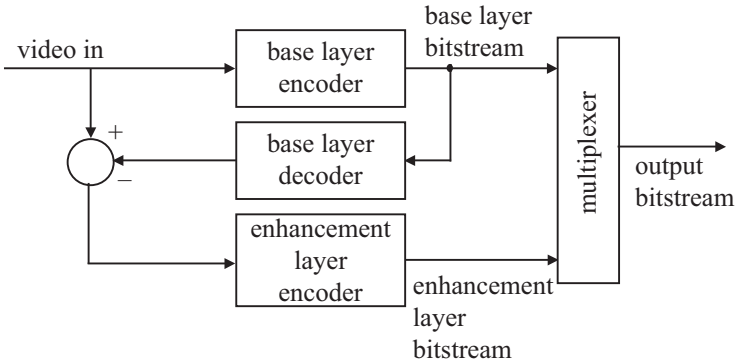 video in
base layer
encoder
base layer
bitstream
+
−
base layer
decoder
multiplexer
output
bitstream
enhancement
layer
encoder
enhancement
layer
bitstream